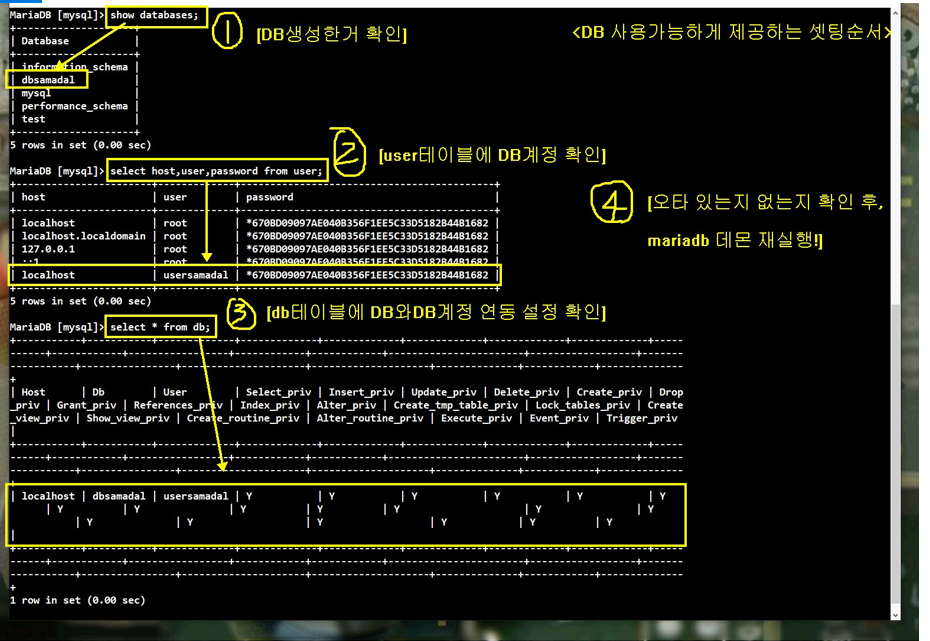 MariaDB [mysql]> show databases;
① [DB생성한거 확인]
<DB 사용가능하게 제공하는 셋팅순서>
+--------------------+
| Database           |
+--------------------+
| information_schema |
| dbsamadal          |
| mysql              |
| performance_schema |
| test               |
+--------------------+
5 rows in set (0.00 sec)
② [user테이블에 DB계정 확인]
MariaDB [mysql]> select host,user,password from user;
+-----------------------+------------+-------------------------------------------+
| host                  | user       | password                                  |
+-----------------------+------------+-------------------------------------------+
| localhost             | root       | *670BD09097AE040B356F1EE5C33D5182B44B1682 |
| localhost.localdomain | root       | *670BD09097AE040B356F1EE5C33D5182B44B1682 |
| 127.0.0.1             | root       | *670BD09097AE040B356F1EE5C33D5182B44B1682 |
| ::1                   | root       | *670BD09097AE040B356F1EE5C33D5182B44B1682 |
| localhost             | usersamadal | *670BD09097AE040B356F1EE5C33D5182B44B1682 |
+-----------------------+------------+-------------------------------------------+
5 rows in set (0.00 sec)
④ [오타 있는지 없는지 확인 후,
mariadb 데몬 재실행!]
③ [db테이블에 DB와DB계정 연동 설정 확인]
MariaDB [mysql]> select * from db;
| Host      | Db        | User        | Select_priv | Insert_priv | Update_priv | Delete_priv | Create_priv | Drop
_priv | Grant_priv | References_priv | Index_priv | Alter_priv | Create_tmp_table_priv | Lock_tables_priv | Create
_view_priv | Show_view_priv | Create_routine_priv | Alter_routine_priv | Execute_priv | Event_priv | Trigger_priv
|
| localhost | dbsamadal | usersamadal | Y           | Y           | Y           | Y           | Y           | Y
| Y | Y | Y | Y | Y | Y | Y
| Y | Y | Y | Y | Y | Y
|
1 row in set (0.00 sec)